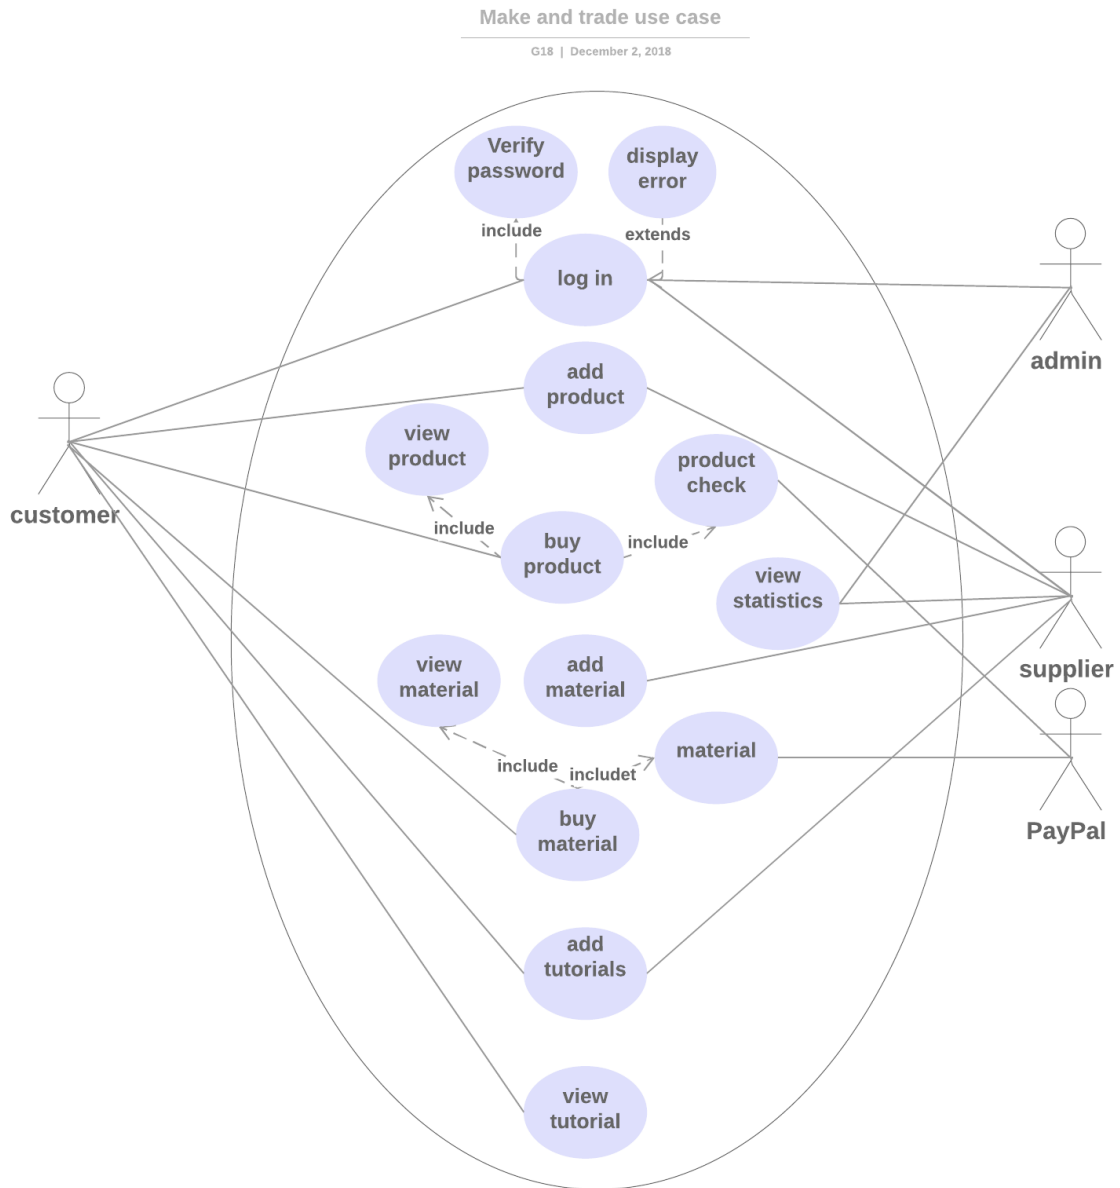 Make and trade use case
G18 | December 2, 2018
Verify
password
display
error
include
extends
log in
admin
add
product
view
product
product
check
customer
include
buy
product
include
view
statistics
view
material
add
material
supplier
material
include
includet
buy
material
PayPal
add
tutorials
view
tutorial